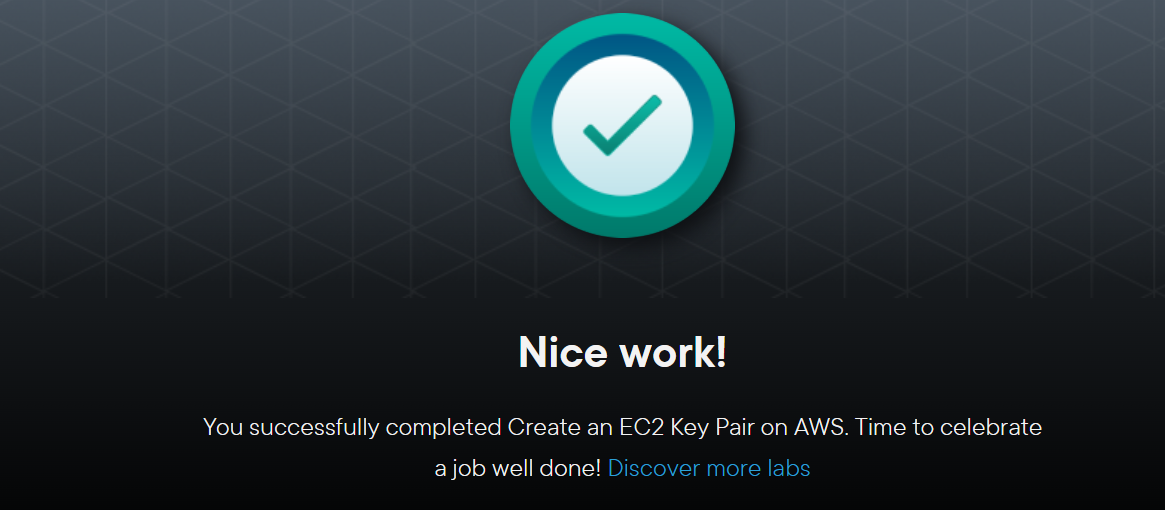 Nice work!
You successfully completed Create an EC2 Key Pair on AWS. Time to celebrate
a job well done! Discover more labs